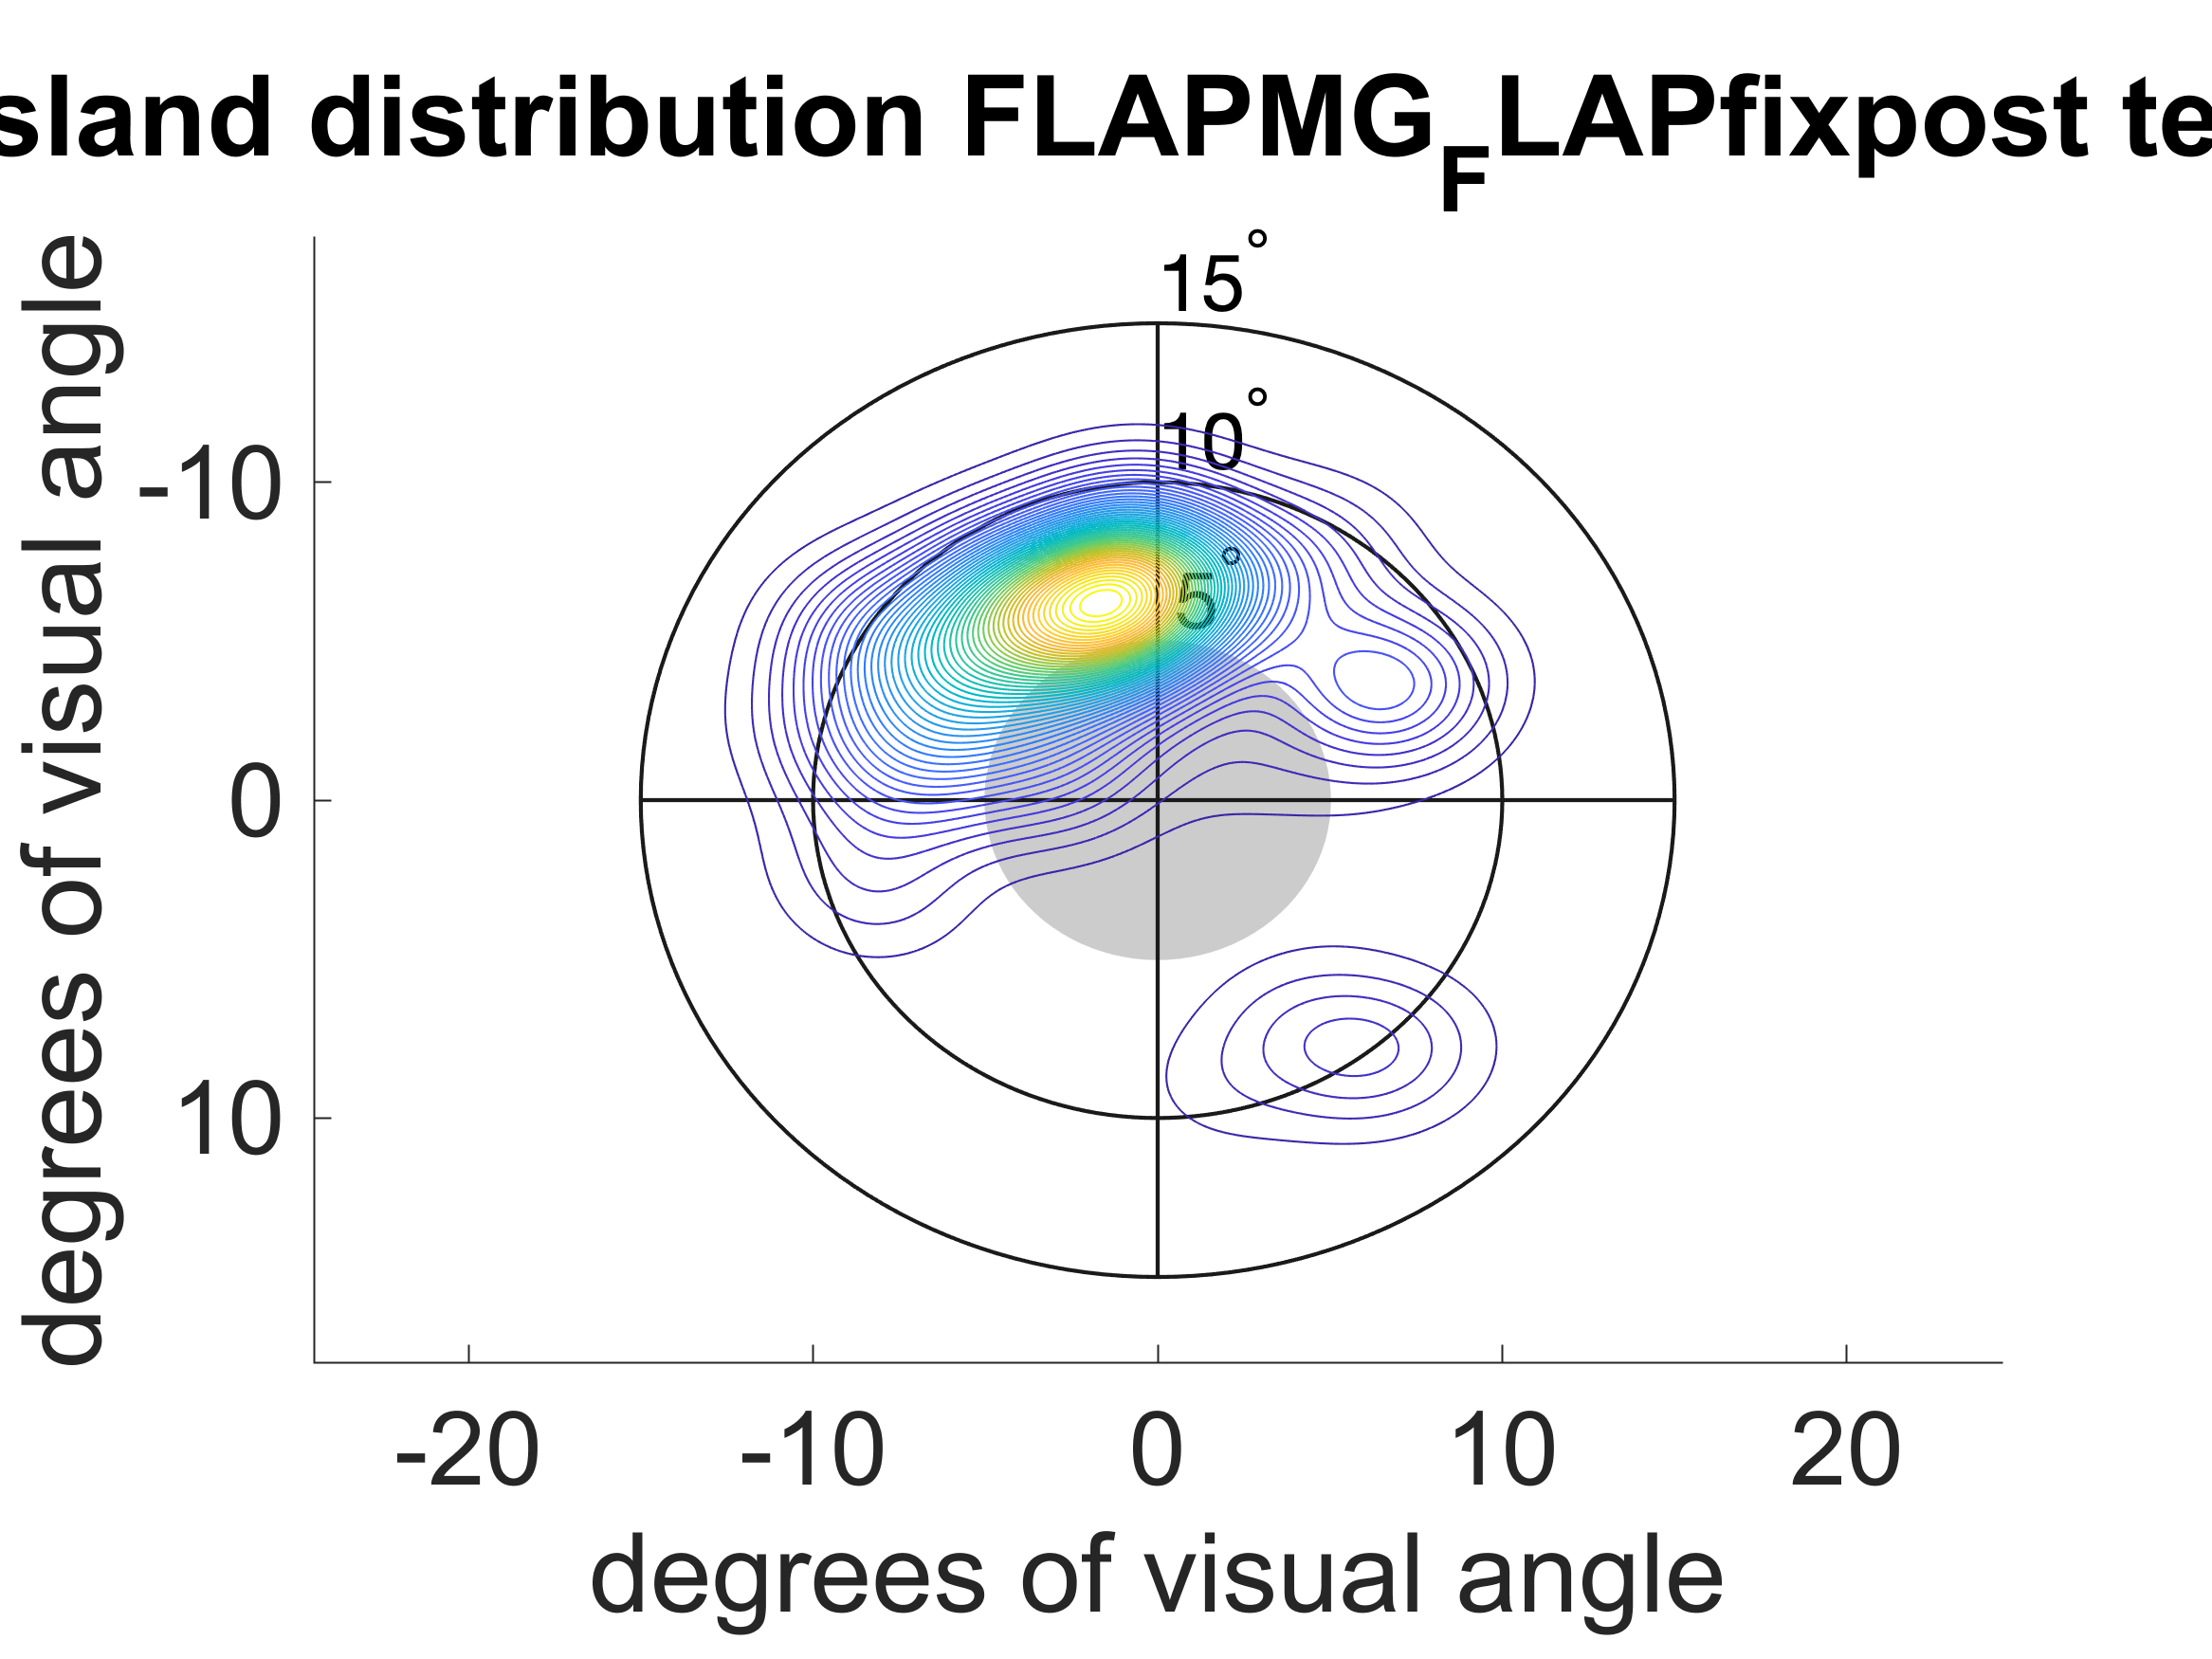 sland distribution FLAPMG_FLAPfixpost te
15°
10°
5°
degrees of visual angle
-10
0
10
-20 -10 0 10 20
degrees of visual angle